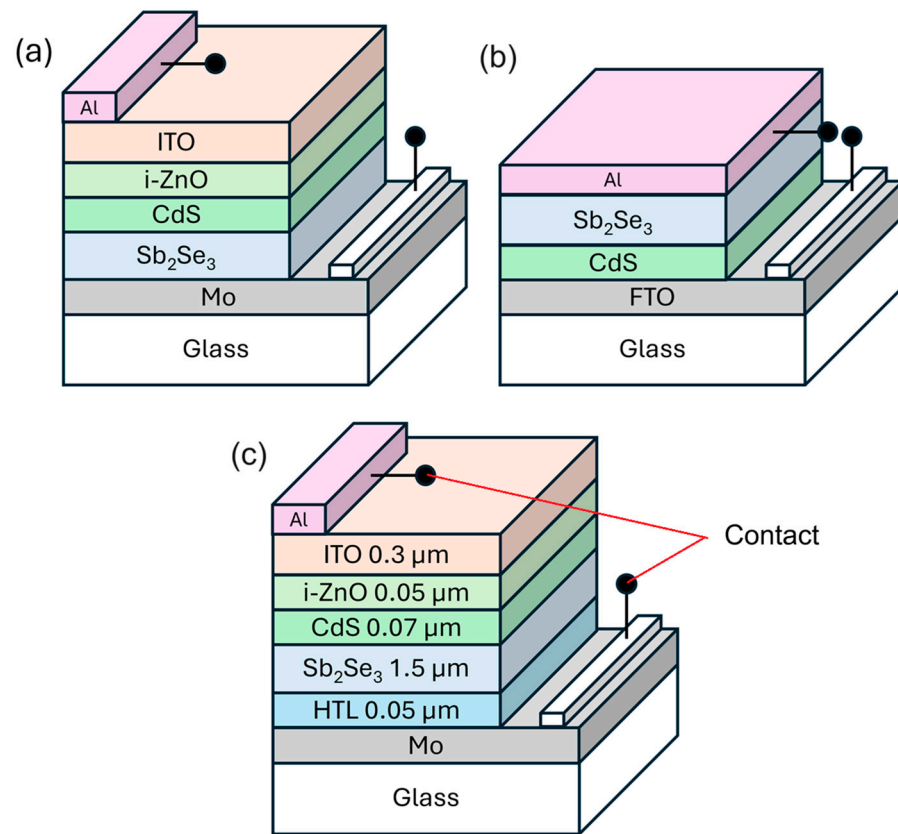 (a)
Al
ITO
i-ZnO
CdS
Sb₂Se₃
Mo
Glass
(b)
Al
Sb₂Se₃
CdS
FTO
Glass
(c)
Al
ITO 0.3 μm
i-ZnO 0.05 μm
CdS 0.07 μm
Sb₂Se₃ 1.5 μm
HTL 0.05 μm
Mo
Glass
Contact